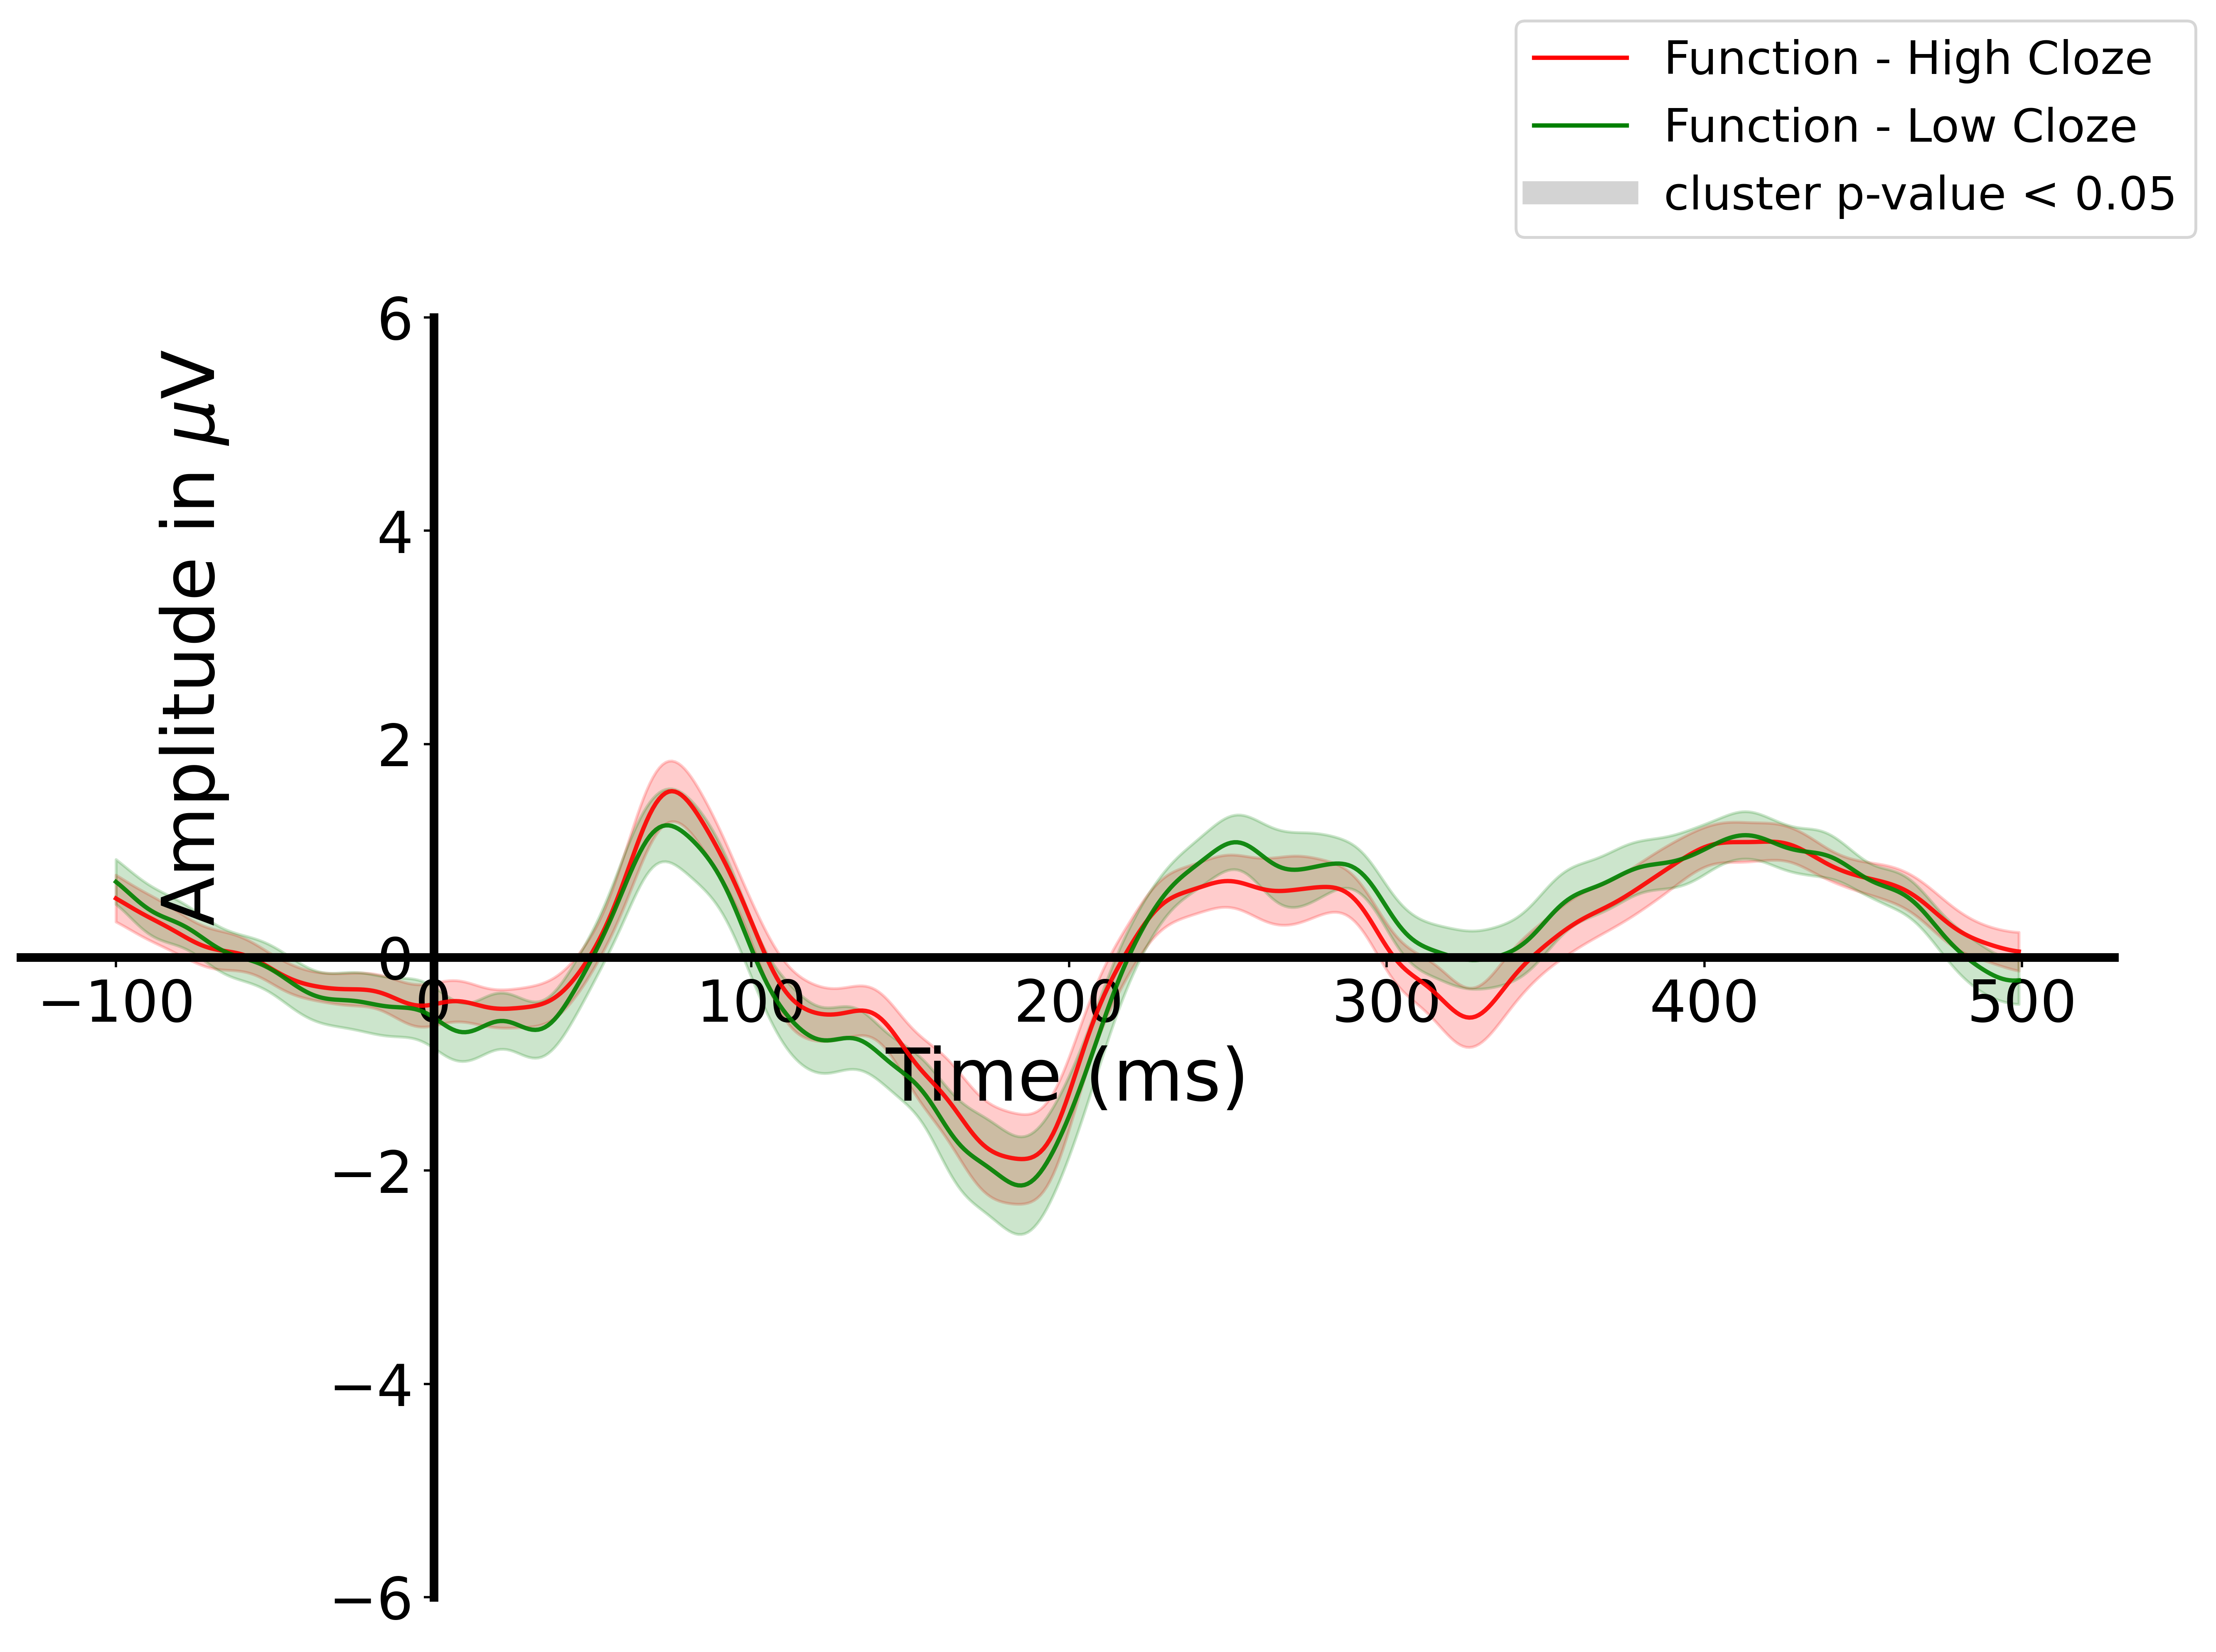 Function - High Cloze
Function - Low Cloze
cluster p-value < 0.05
Amplitude in µV
6
4
2
0
−2
−4
−6
−100
0
100
200
300
400
500
Time (ms)